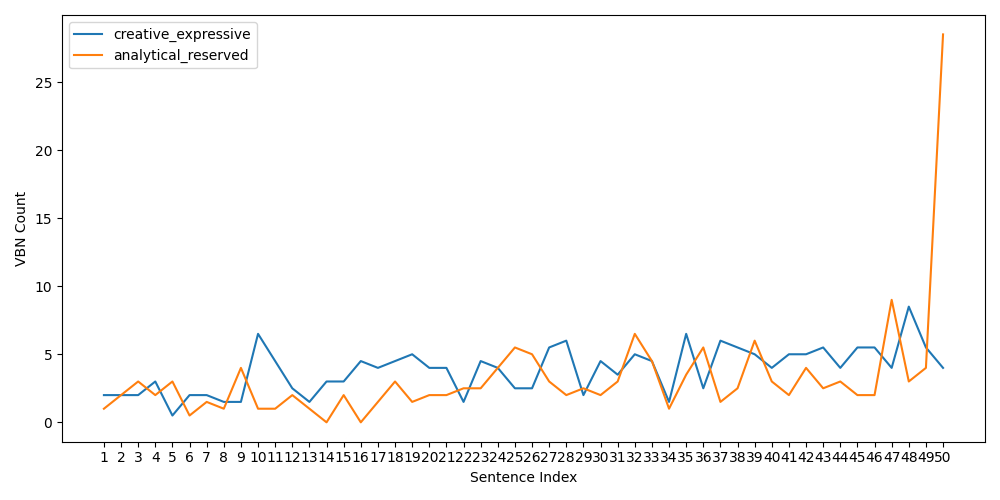 creative_expressive
analytical_reserved
25
20
15
10
5
0
VBN Count
1 2 3 4 5 6 7 8 9 10 11 12 13 14 15 16 17 18 19 20 21 22 23 24 25 26 27 28 29 30 31 32 33 34 35 36 37 38 39 40 41 42 43 44 45 46 47 48 49 50
Sentence Index